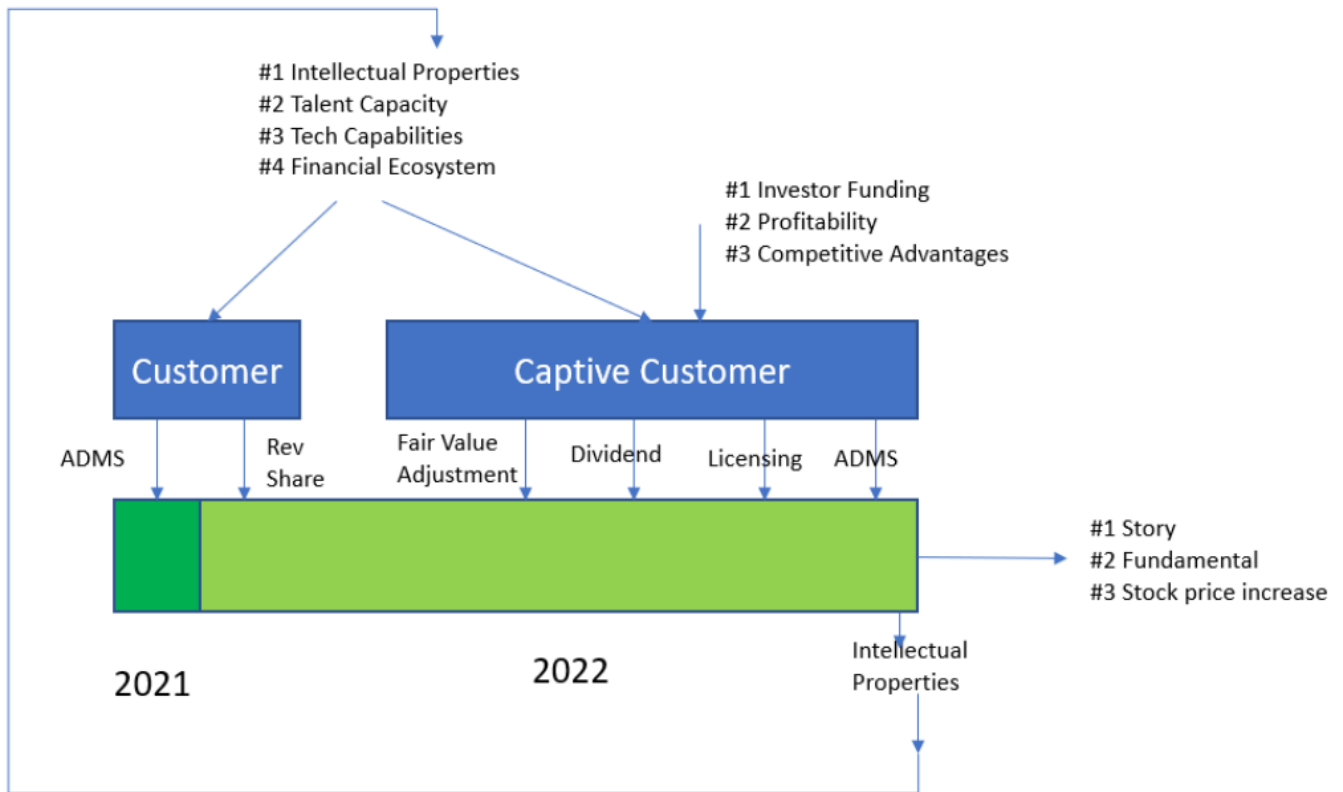 #1 Intellectual Properties
#2 Talent Capacity
#3 Tech Capabilities
#4 Financial Ecosystem
#1 Investor Funding
#2 Profitability
#3 Competitive Advantages
Customer
Captive Customer
ADMS
Rev
Share
Fair Value
Adjustment
Dividend
Licensing
ADMS
#1 Story
#2 Fundamental
#3 Stock price increase
2021
2022
Intellectual
Properties